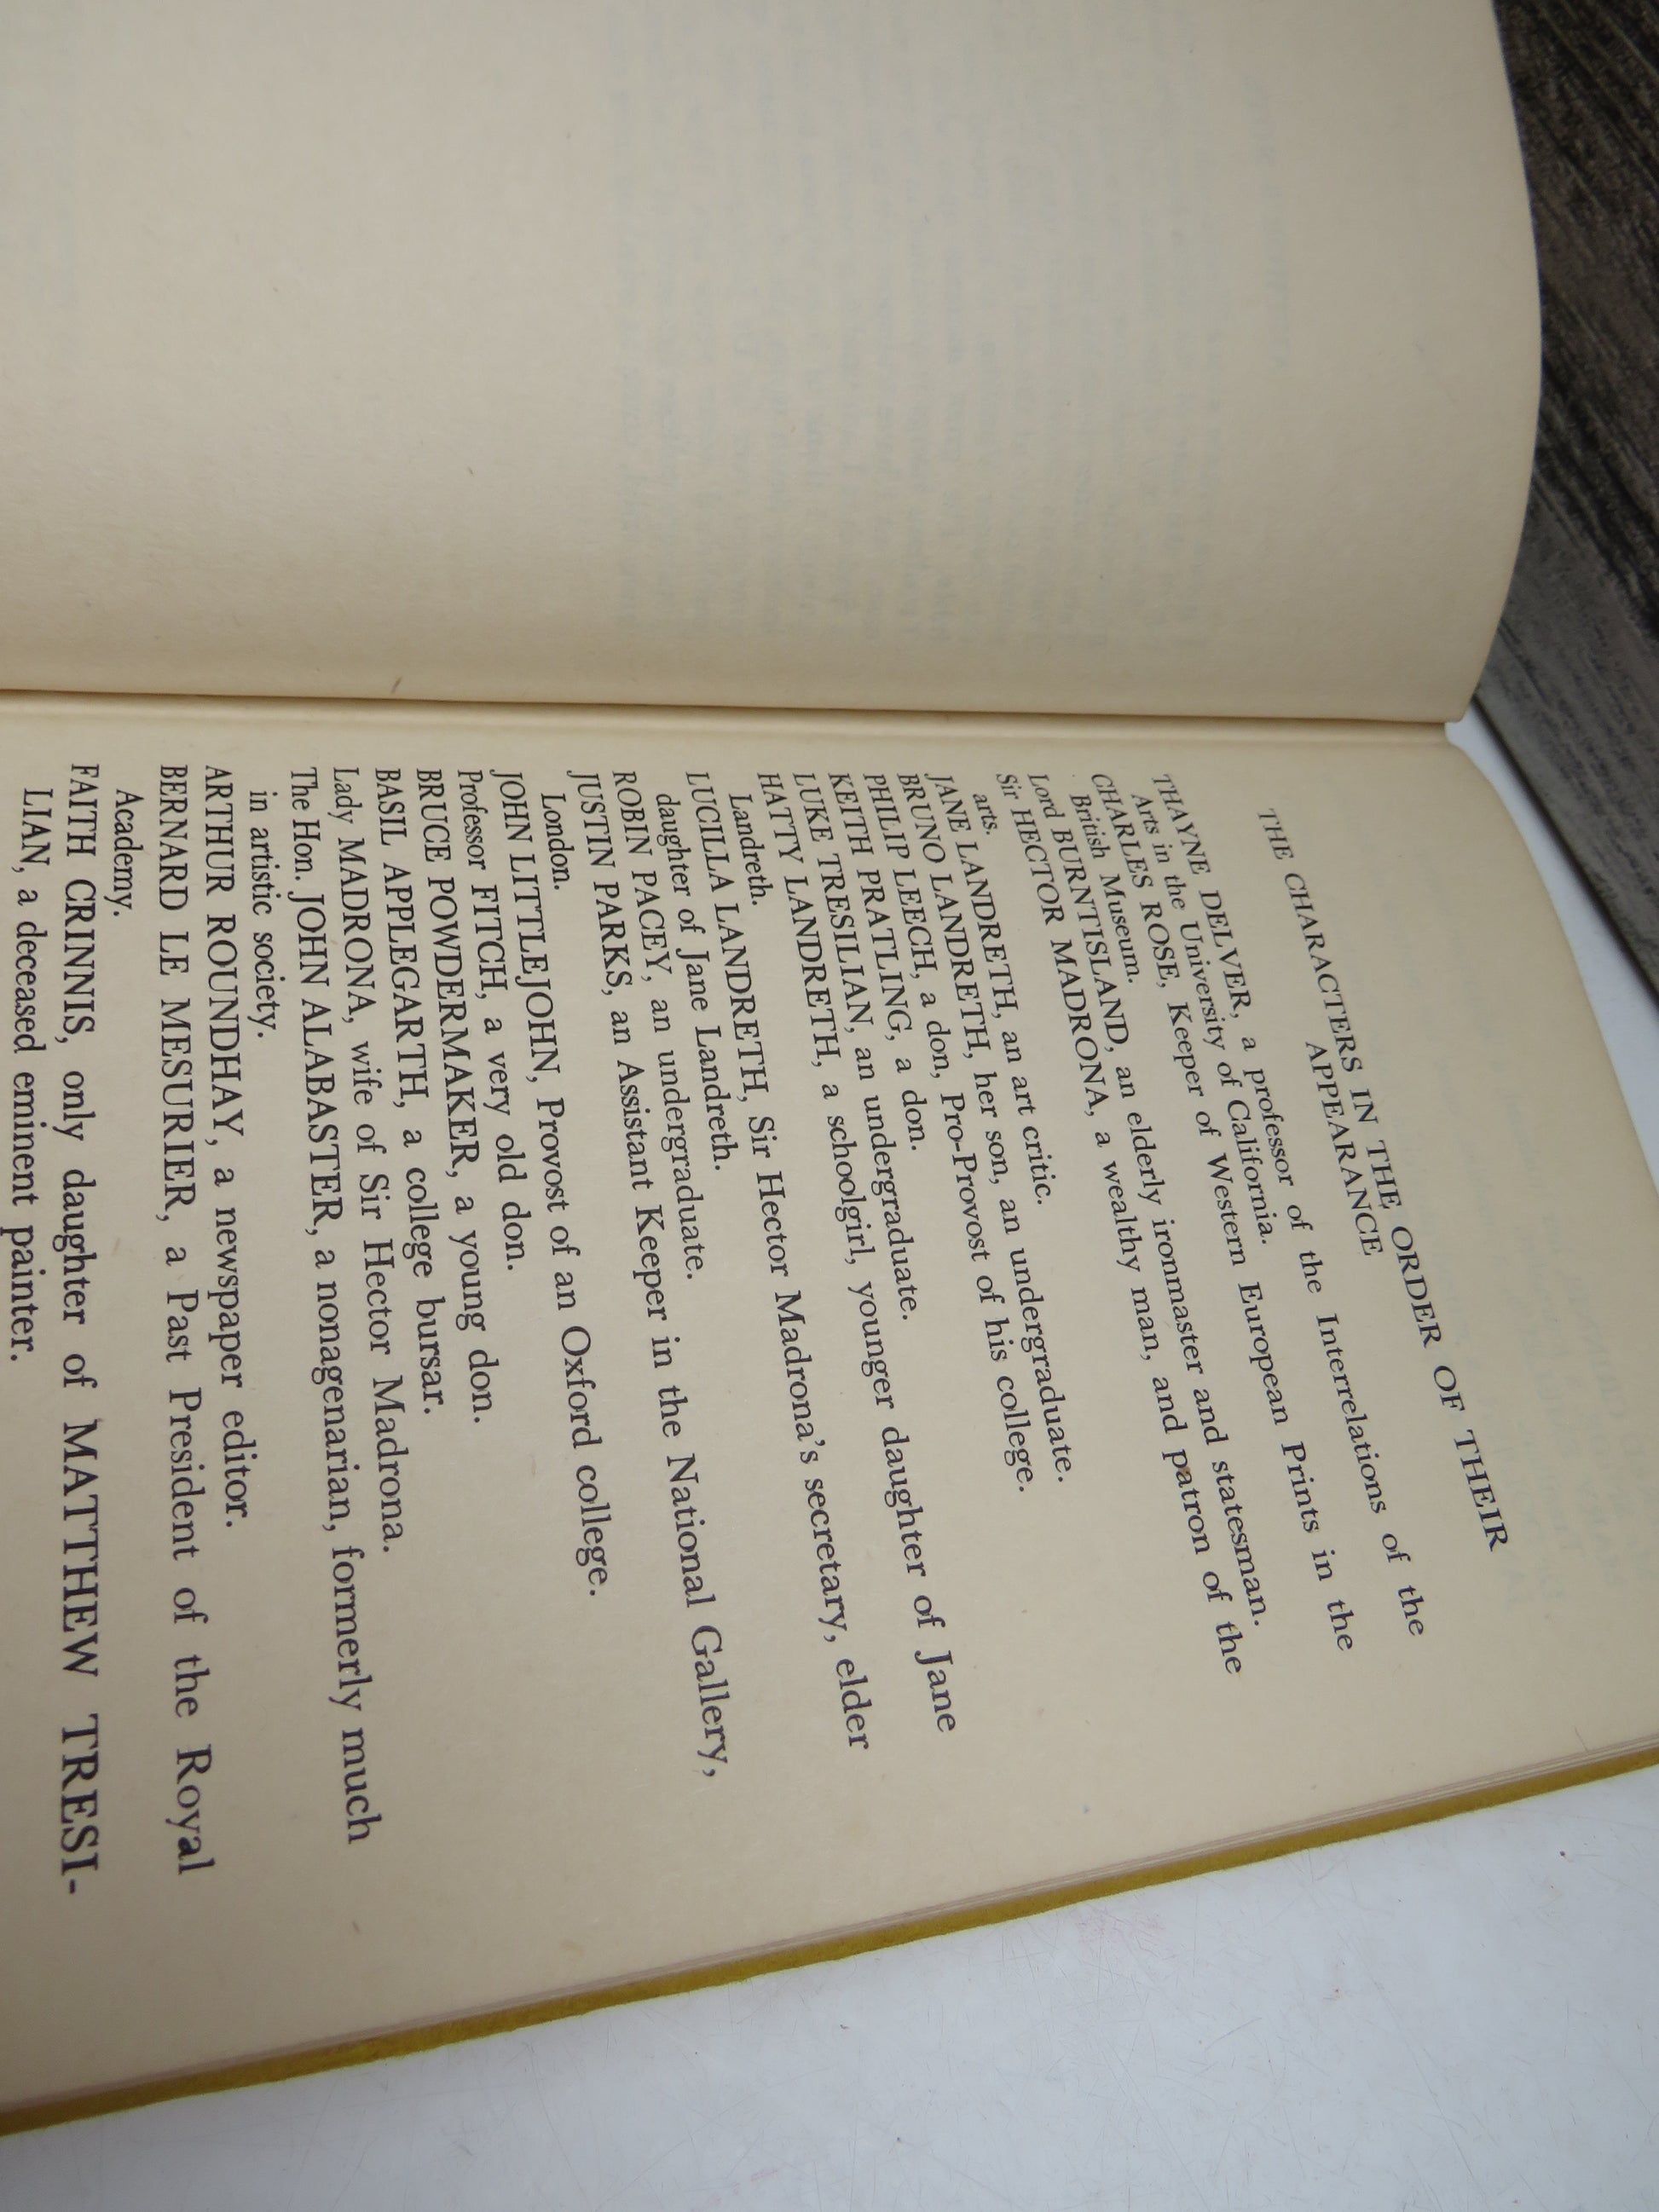 THE CHARACTERS IN THE ORDER OF THEIR
APPEARANCE
THAYNE DELVER, a professor of the Interrelations of the
Arts in the University of California.
CHARLES ROSE, Keeper of Western European Prints in the
British Museum.
Lord BURNTISLAND, an elderly ironmaster and statesman.
Sir HECTOR MADRONA, a wealthy man, and patron of the
arts.
JANE LANDRETH, an art critic.
BRUNO LANDRETH, her son, an undergraduate.
PHILIP LEECH, a don, Pro-Provost of his college.
KEITH PRATLING, a don.
LUKE TRESILIAN, an undergraduate.
HATTY LANDRETH, a schoolgirl, younger daughter of Jane
Landreth.
LUCILLA LANDRETH, Sir Hector Madrona's secretary, elder
daughter of Jane Landreth.
ROBIN PACEY, an undergraduate.
JUSTIN PARKS, an Assistant Keeper in the National Gallery,
London.
JOHN LITTLEJOHN, Provost of an Oxford college.
Professor FITCH, a very old don.
BRUCE POWDERMAKER, a young don.
BASIL APPLEGARTH, a college bursar.
Lady MADRONA, wife of Sir Hector Madrona.
The Hon. JOHN ALABASTER, a nonagenarian, formerly much
in artistic society.
ARTHUR ROUNDHAY, a newspaper editor.
BERNARD LE MESURIER, a Past President of the Royal
Academy.
FAITH CRINNIS, only daughter of MATTHEW TRESI-
LIAN, a deceased eminent painter.